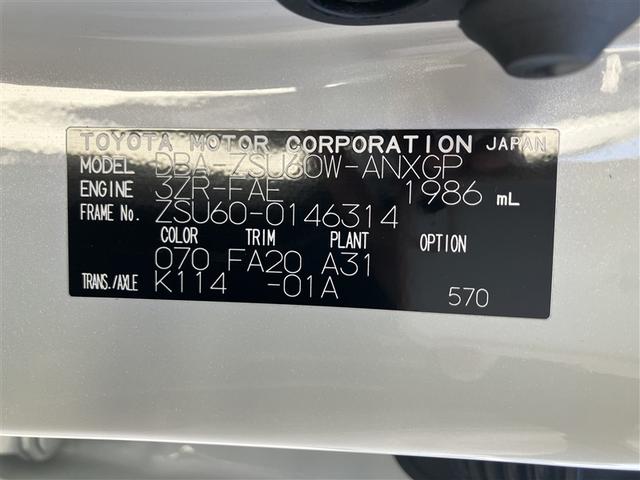 TOYOTA MOTOR CORPORATION JAPAN
MODEL DBA-ZSU60W-ANXGP
ENGINE 3ZR-FAE 1986 mL
FRAME No. ZSU60-0146314
COLOR TRIM PLANT OPTION
070 FA20 A31
TRANS./AXLE K114 -01A 570